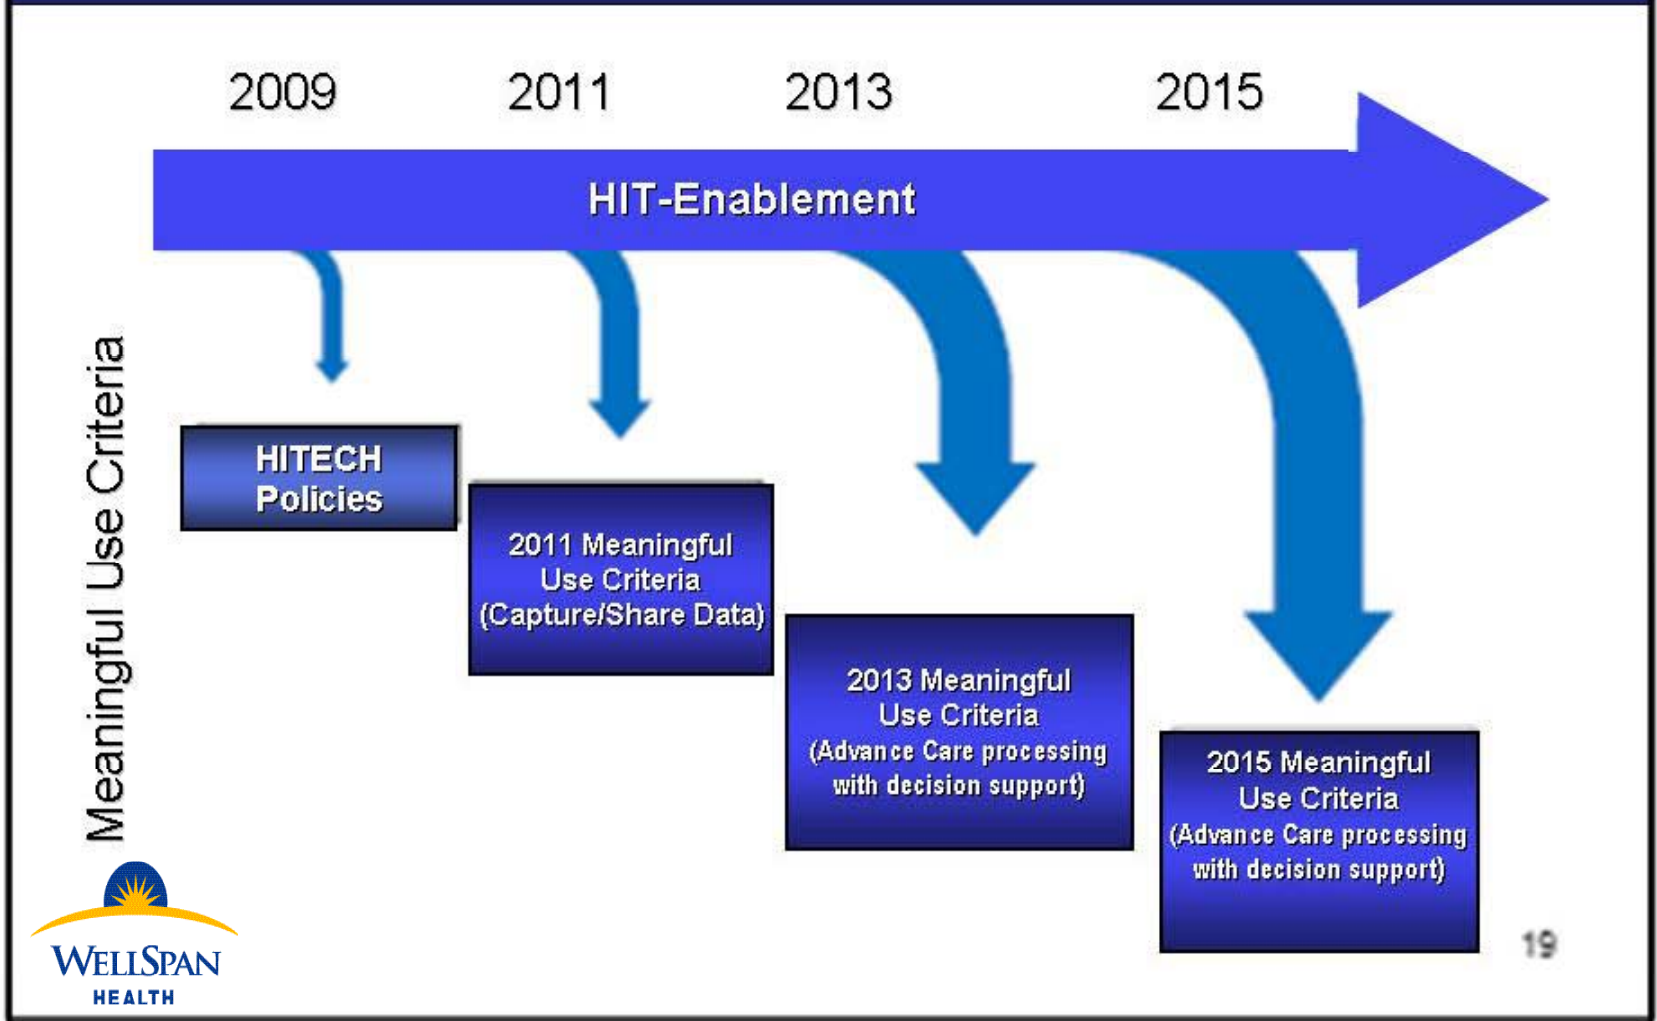 2009
2011
2013
2015
HIT-Enablement
Meaningful Use Criteria
HITECH
Policies
2011 Meaningful
Use Criteria
(Capture/Share Data)
2013 Meaningful
Use Criteria
(Advance Care processing
with decision support)
2015 Meaningful
Use Criteria
(Advance Care processing
with decision support)
WELLSPAN
HEALTH
19